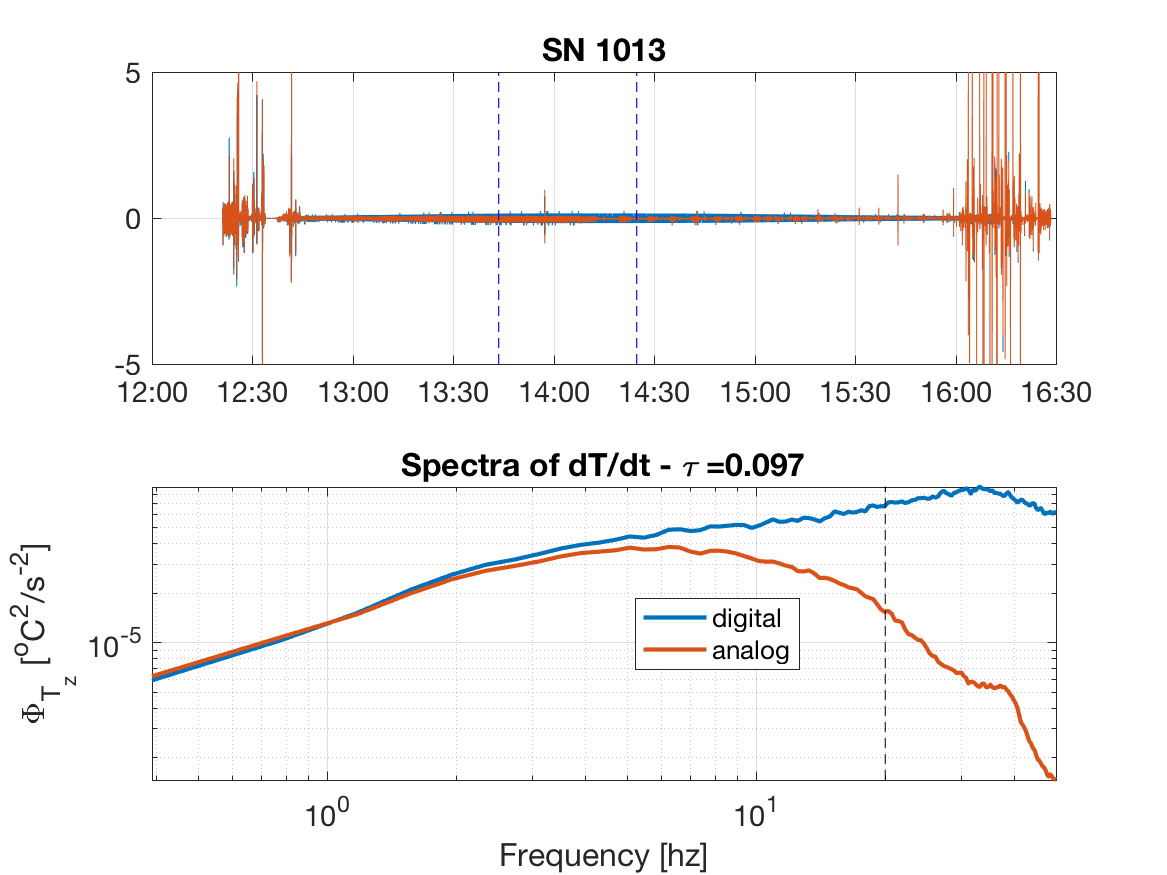 SN 1013
5
0
-5
12:00 12:30 13:00 13:30 14:00 14:30 15:00 15:30 16:00 16:30
Spectra of dT/dt - τ =0.097
Φ_{T_z} [°C²/s⁻²]
10⁻⁵
digital
analog
10⁰ 10¹
Frequency [hz]